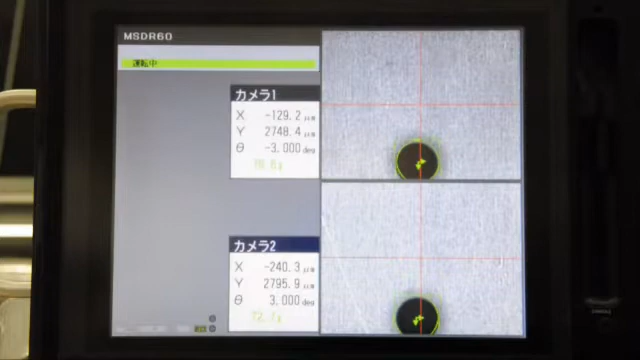 MSDR60
運転中
カメラ1
X -129.2 μm
Y 2748.4 μm
θ -3.000 deg
カメラ2
X -240.3 μm
Y 2795.9 μm
θ 3.000 deg